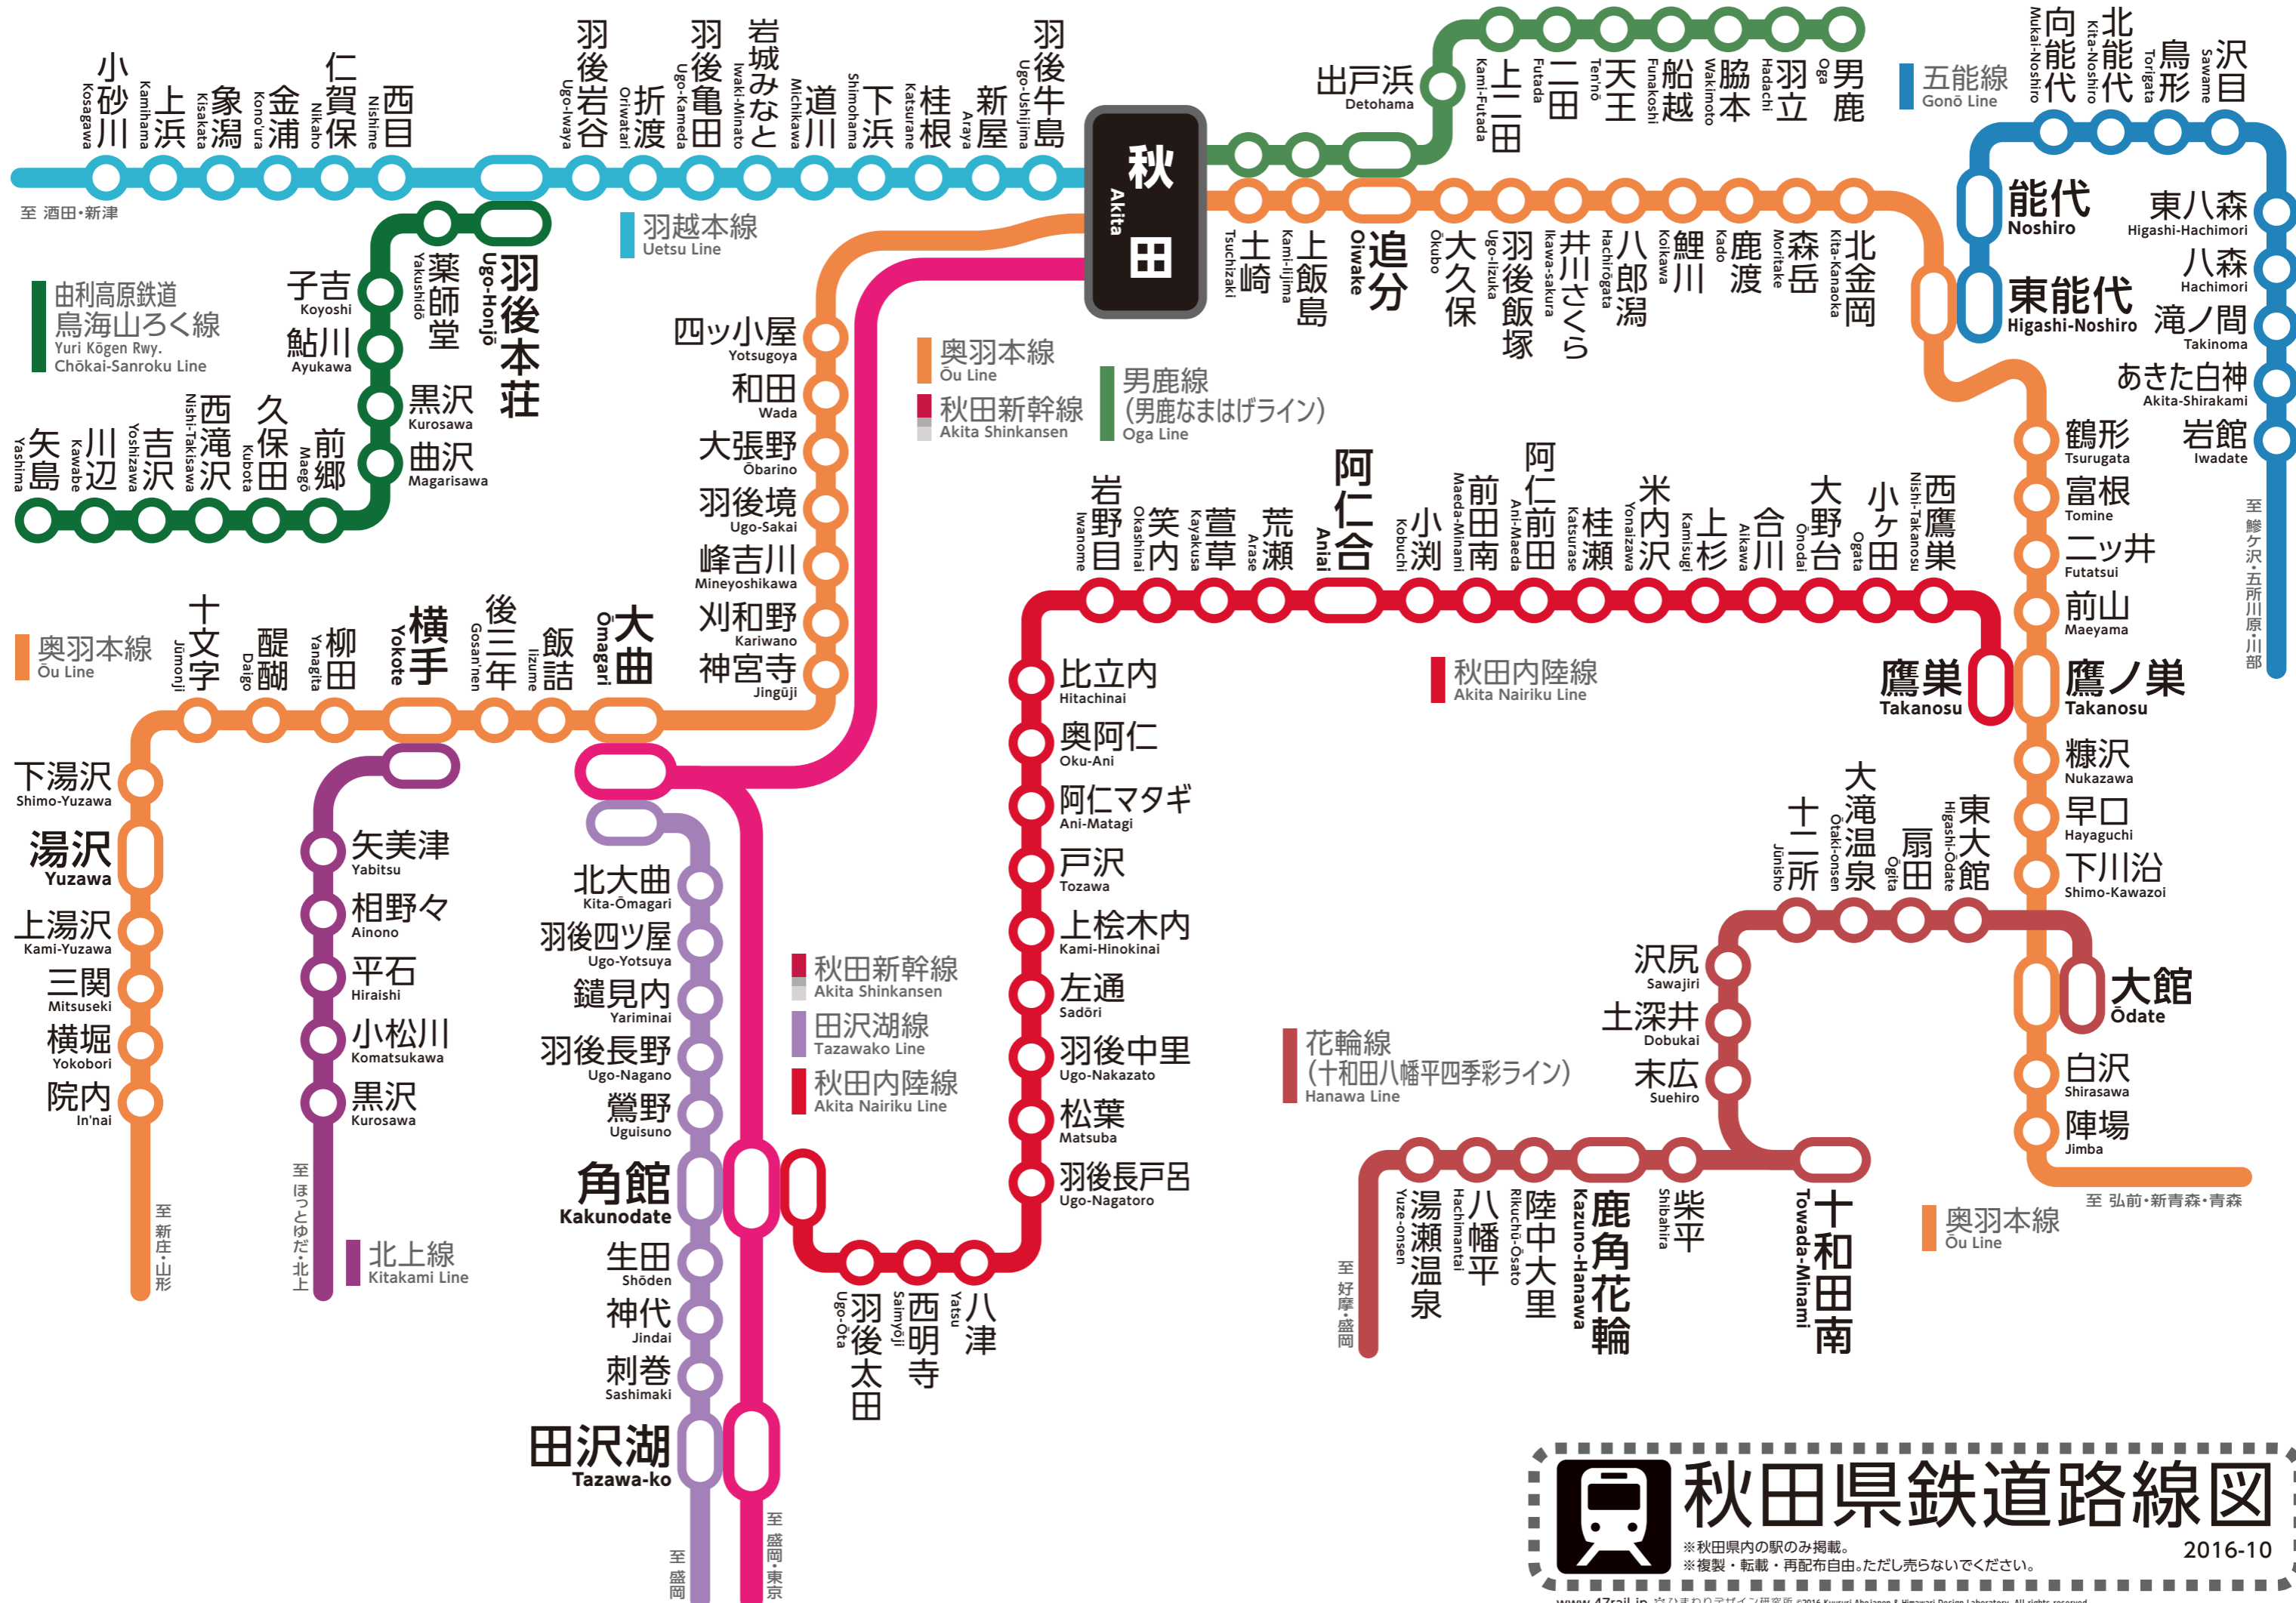 小砂川
Kosagawa
上浜
Kamihama
象潟
Kisakata
金浦
Kono'ura
仁賀保
Nikaho
西目
Nishime
羽後岩谷
Ugo-Iwaya
折渡
Oriwatari
羽後亀田
Ugo-Kameda
岩城みなと
Iwaki-Minato
道川
Michikawa
下浜
Shimohama
桂根
Katsurane
新屋
Araya
羽後牛島
Ugo-Ushijima
至 酒田・新津
羽越本線
Uetsu Line
秋田
Akita
出戸浜
Detohama
上二田
Kami-Futada
二田
Futada
天王
Ten'nō
船越
Funakoshi
脇本
Wakimoto
羽立
Hadachi
男鹿
Oga
五能線
Gonō Line
向能代
Mukai-Noshiro
北能代
Kita-Noshiro
鳥形
Torigata
沢目
Sawame
能代
Noshiro
東能代
Higashi-Noshiro
東八森
Higashi-Hachimori
八森
Hachimori
滝ノ間
Takinoma
あきた白神
Akita-Shirakami
岩館
Iwadate
至 鰺ケ沢・五所川原・川部
土崎
Tsuchizaki
上飯島
Kami-Iijima
追分
Oiwake
大久保
Ōkubo
羽後飯塚
Ugo-Iizuka
井川さくら
Ikawa-sakura
八郎潟
Hachirōgata
鯉川
Koikawa
鹿渡
Kado
森岳
Moritake
北金岡
Kita-Kanaoka
由利高原鉄道
鳥海山ろく線
Yuri Kōgen Rwy.
Chōkai-Sanroku Line
羽後本荘
Ugo-Honjō
薬師堂
Yakushidō
子吉
Koyoshi
鮎川
Ayukawa
黒沢
Kurosawa
曲沢
Magarisawa
前郷
Maegō
久保田
Kubota
西滝沢
Nishi-Takisawa
吉沢
Yoshizawa
川辺
Kawabe
矢島
Yashima
奥羽本線
Ōu Line
秋田新幹線
Akita Shinkansen
男鹿線
(男鹿なまはげライン)
Oga Line
四ッ小屋
Yotsugoya
和田
Wada
大張野
Ōbarino
羽後境
Ugo-Sakai
峰吉川
Mineyoshikawa
刈和野
Kariwano
神宮寺
Jingūji
大曲
Ōmagari
飯詰
Iizume
後三年
Gosan'nen
横手
Yokote
柳田
Yanagita
醍醐
Daigo
十文字
Jūmonji
奥羽本線
Ōu Line
下湯沢
Shimo-Yuzawa
湯沢
Yuzawa
上湯沢
Kami-Yuzawa
三関
Mitsuseki
横堀
Yokobori
院内
In'nai
至 新庄・山形
矢美津
Yabitsu
相野々
Ainono
平石
Hiraishi
小松川
Komatsukawa
黒沢
Kurosawa
至 ほっとゆだ・北上
北上線
Kitakami Line
北大曲
Kita-Ōmagari
羽後四ツ屋
Ugo-Yotsuya
鑓見内
Yariminai
羽後長野
Ugo-Nagano
鶯野
Uguisuno
角館
Kakunodate
生田
Shōden
神代
Jindai
刺巻
Sashimaki
田沢湖
Tazawa-ko
至 盛岡
至 盛岡・東京
秋田新幹線
Akita Shinkansen
田沢湖線
Tazawako Line
秋田内陸線
Akita Nairiku Line
羽後太田
Ugo-Ōta
西明寺
Saimyōji
八津
Yatsu
岩野目
Iwanome
笑内
Okashinai
萱草
Kayakusa
荒瀬
Arase
阿仁合
Aniai
小渕
Kobuchi
前田南
Maeda-Minami
阿仁前田
Ani-Maeda
桂瀬
Katsurase
米内沢
Yonaizawa
上杉
Kamisugi
合川
Aikawa
大野台
Ōnodai
小ヶ田
Ogata
西鷹巣
Nishi-Takanosu
鷹巣
Takanosu
秋田内陸線
Akita Nairiku Line
比立内
Hitachinai
奥阿仁
Oku-Ani
阿仁マタギ
Ani-Matagi
戸沢
Tozawa
上桧木内
Kami-Hinokinai
左通
Sadōri
羽後中里
Ugo-Nakazato
松葉
Matsuba
羽後長戸呂
Ugo-Nagatoro
鶴形
Tsurugata
富根
Tomine
二ッ井
Futatsui
前山
Maeyama
鷹ノ巣
Takanosu
糠沢
Nukazawa
早口
Hayaguchi
下川沿
Shimo-Kawazoi
大館
Ōdate
白沢
Shirasawa
陣場
Jimba
至 弘前・新青森・青森
奥羽本線
Ōu Line
東大館
Higashi-Ōdate
扇田
Ōgita
大滝温泉
Ōtaki-onsen
十二所
Jūnisho
沢尻
Sawajiri
土深井
Dobukai
末広
Suehiro
花輪線
(十和田八幡平四季彩ライン)
Hanawa Line
十和田南
Towada-Minami
柴平
Shibahira
鹿角花輪
Kazuno-Hanawa
陸中大里
Rikuchū-Ōsato
八幡平
Hachimantai
湯瀬温泉
Yuze-onsen
至 好摩・盛岡
秋田県鉄道路線図
※秋田県内の駅のみ掲載。
2016-10
※複製・転載・再配布自由。ただし売らないでください。